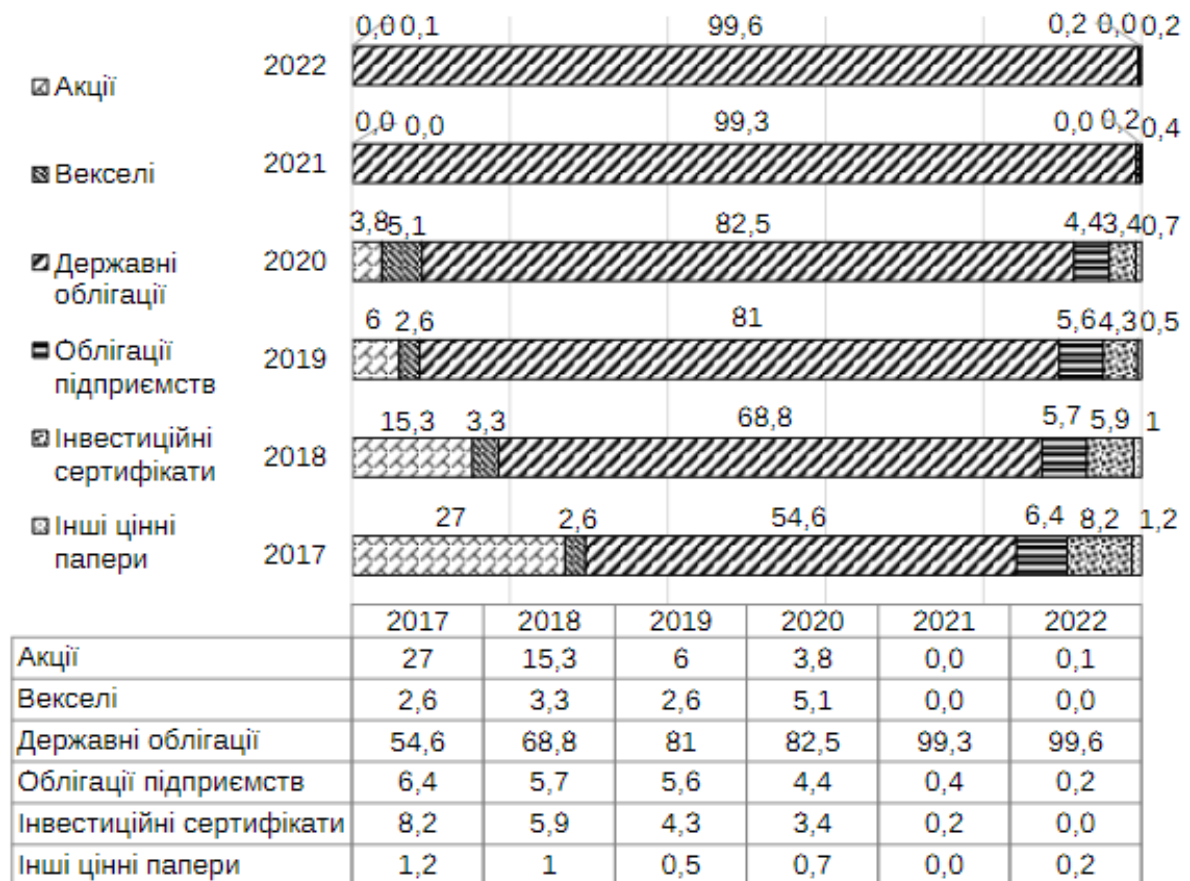 0,0 0,1 99,6 0,2 0,0 0,2
2022
Акції
0,0 0,0 99,3 0,0 0,2 0,4
2021
Векселі
3,8 5,1 82,5 4,4 3,4 0,7
2020
Державні
облігації
6 2,6 81 5,6 4,3 0,5
2019
Облігації
підприємств
15,3 3,3 68,8 5,7 5,9 1
2018
Інвестиційні
сертифікати
27 2,6 54,6 6,4 8,2 1,2
2017
Інші цінні
папери
2017 2018 2019 2020 2021 2022
Акції 27 15,3 6 3,8 0,0 0,1
Векселі 2,6 3,3 2,6 5,1 0,0 0,0
Державні облігації 54,6 68,8 81 82,5 99,3 99,6
Облігації підприємств 6,4 5,7 5,6 4,4 0,4 0,2
Інвестиційні сертифікати 8,2 5,9 4,3 3,4 0,2 0,0
Інші цінні папери 1,2 1 0,5 0,7 0,0 0,2